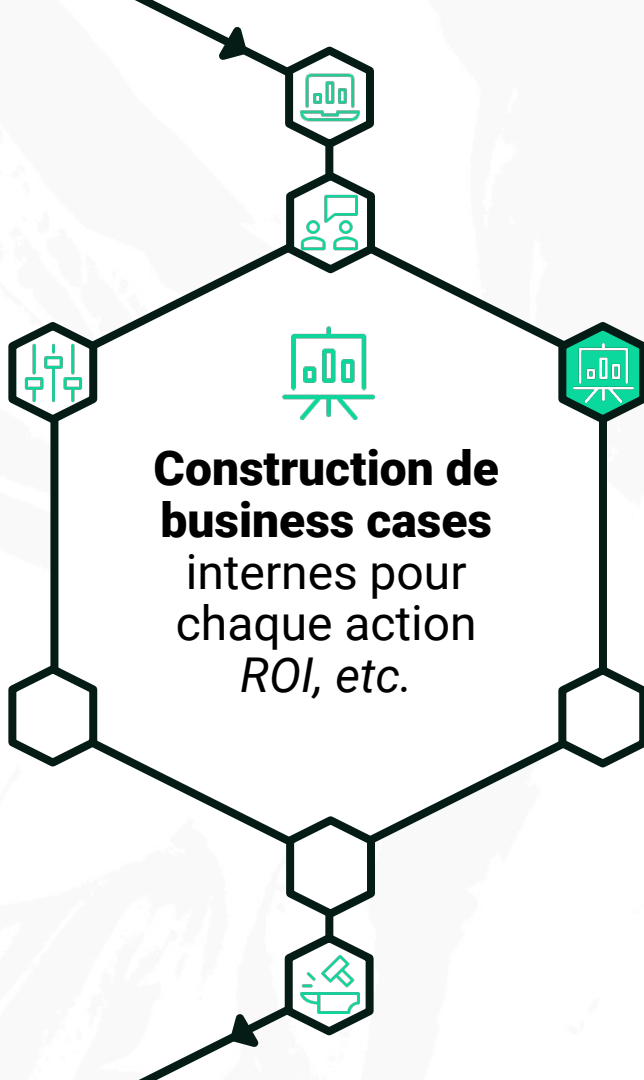 Construction de
business cases
internes pour
chaque action
ROI, etc.